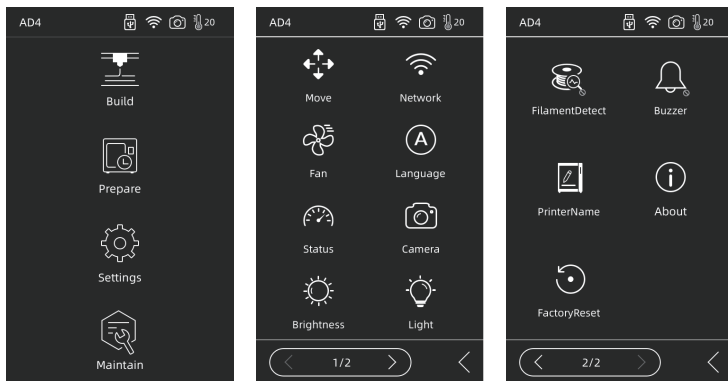 AD4 20
Build
Prepare
Settings
Maintain
AD4 20
Move Network
Fan Language
Status Camera
Brightness Light
1/2
AD4 20
FilamentDetect Buzzer
PrinterName About
FactoryReset
2/2